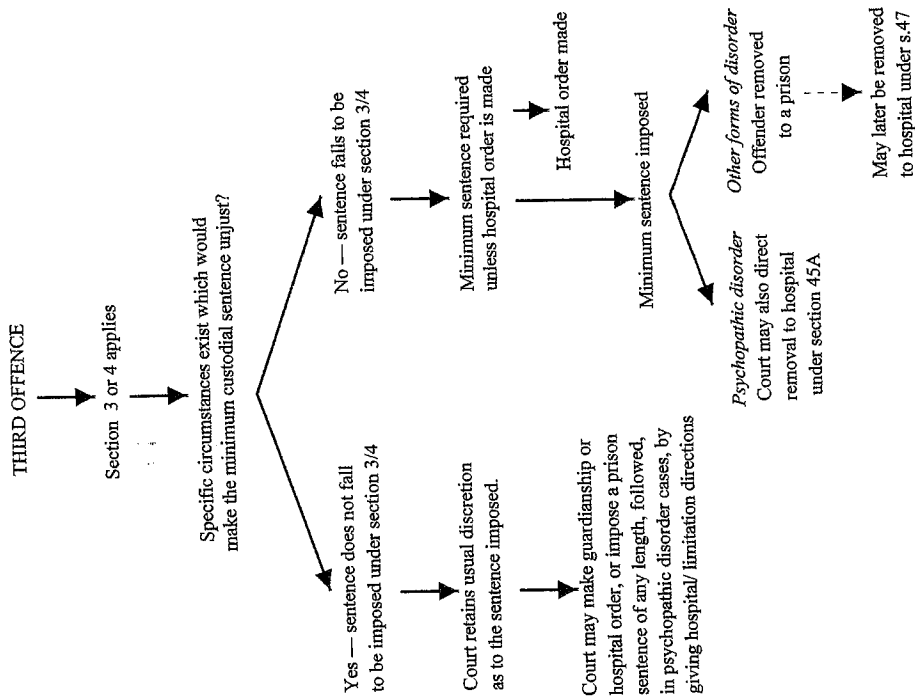 THIRD OFFENCE
Section 3 or 4 applies
Specific circumstances exist which would
make the minimum custodial sentence unjust?
Yes — sentence does not fall
to be imposed under section 3/4
Court retains usual discretion
as to the sentence imposed.
Court may make guardianship or
hospital order, or impose a prison
sentence of any length, followed,
in psychopathic disorder cases, by
giving hospital/ limitation directions
No — sentence falls to be
imposed under section 3/4
Minimum sentence required
unless hospital order is made
Hospital order made
Minimum sentence imposed
Psychopathic disorder
Court may also direct
removal to hospital
under section 45A
Other forms of disorder
Offender removed
to a prison
May later be removed
to hospital under s.47